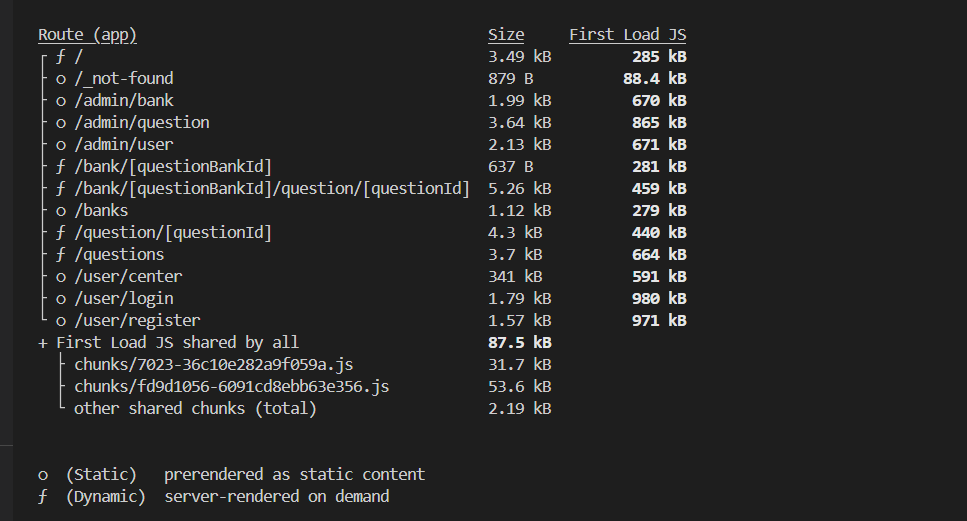 Route (app) Size First Load JS
┌ ƒ / 3.49 kB 285 kB
├ ○ /_not-found 879 B 88.4 kB
├ ○ /admin/bank 1.99 kB 670 kB
├ ○ /admin/question 3.64 kB 865 kB
├ ○ /admin/user 2.13 kB 671 kB
├ ƒ /bank/[questionBankId] 637 B 281 kB
├ ƒ /bank/[questionBankId]/question/[questionId] 5.26 kB 459 kB
├ ○ /banks 1.12 kB 279 kB
├ ƒ /question/[questionId] 4.3 kB 440 kB
├ ƒ /questions 3.7 kB 664 kB
├ ○ /user/center 341 kB 591 kB
├ ○ /user/login 1.79 kB 980 kB
└ ○ /user/register 1.57 kB 971 kB
+ First Load JS shared by all 87.5 kB
├ chunks/7023-36c10e282a9f059a.js 31.7 kB
├ chunks/fd9d1056-6091cd8ebb63e356.js 53.6 kB
└ other shared chunks (total) 2.19 kB
○ (Static) prerendered as static content
ƒ (Dynamic) server-rendered on demand